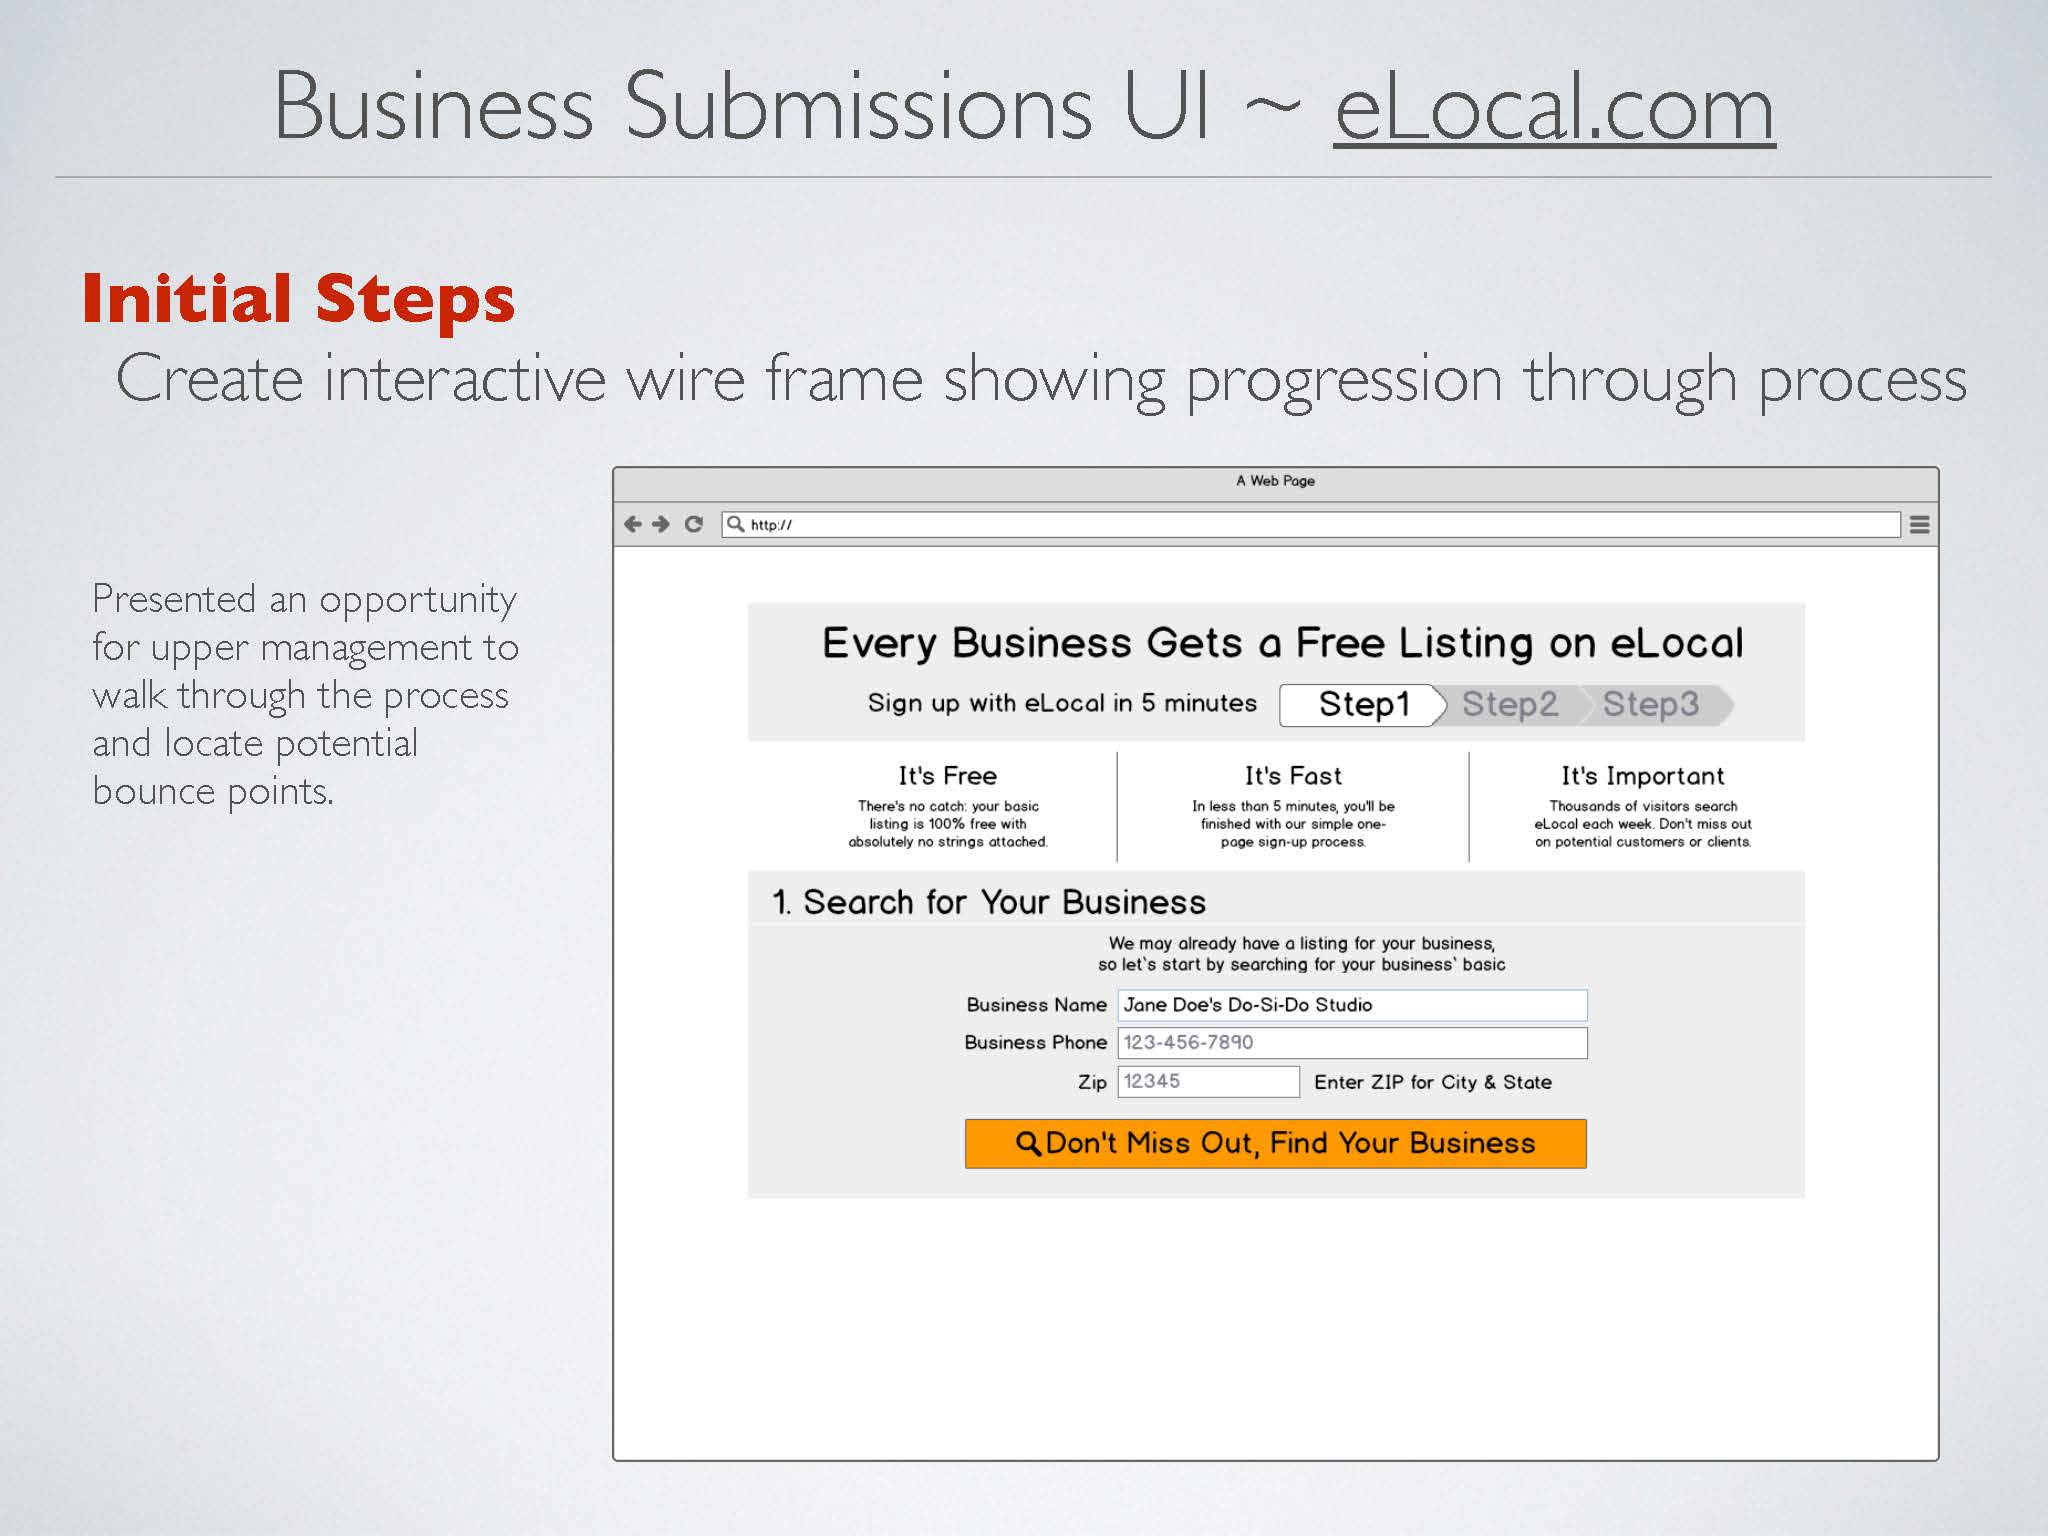 Business Submissions UI ~ eLocal.com
Initial Steps
Create interactive wire frame showing progression through process
Presented an opportunity
for upper management to
walk through the process
and locate potential
bounce points.
A Web Page
http://
Every Business Gets a Free Listing on eLocal
Sign up with eLocal in 5 minutes
Step1
Step2
Step3
It's Free
There's no catch: your basic
listing is 100% free with
absolutely no strings attached.
It's Fast
In less than 5 minutes, you'll be
finished with our simple one-
page sign-up process.
It's Important
Thousands of visitors search
eLocal each week. Don't miss out
on potential customers or clients.
1. Search for Your Business
We may already have a listing for your business,
so let`s start by searching for your business` basic
Business Name Jane Doe's Do-Si-Do Studio
Business Phone 123-456-7890
Zip 12345 Enter ZIP for City & State
Don't Miss Out, Find Your Business